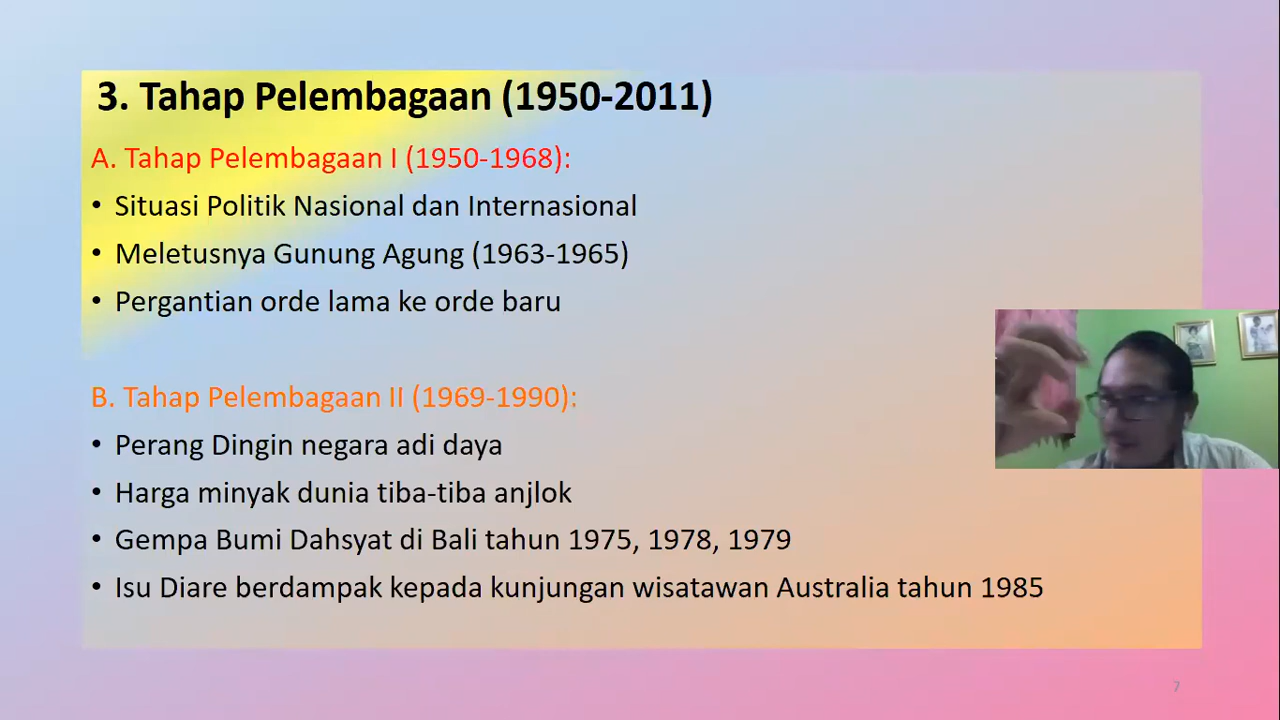 3. Tahap Pelembagaan (1950-2011)
A. Tahap Pelembagaan I (1950-1968):
• Situasi Politik Nasional dan Internasional
• Meletusnya Gunung Agung (1963-1965)
• Pergantian orde lama ke orde baru
B. Tahap Pelembagaan II (1969-1990):
• Perang Dingin negara adi daya
• Harga minyak dunia tiba-tiba anjlok
• Gempa Bumi Dahsyat di Bali tahun 1975, 1978, 1979
• Isu Diare berdampak kepada kunjungan wisatawan Australia tahun 1985
7